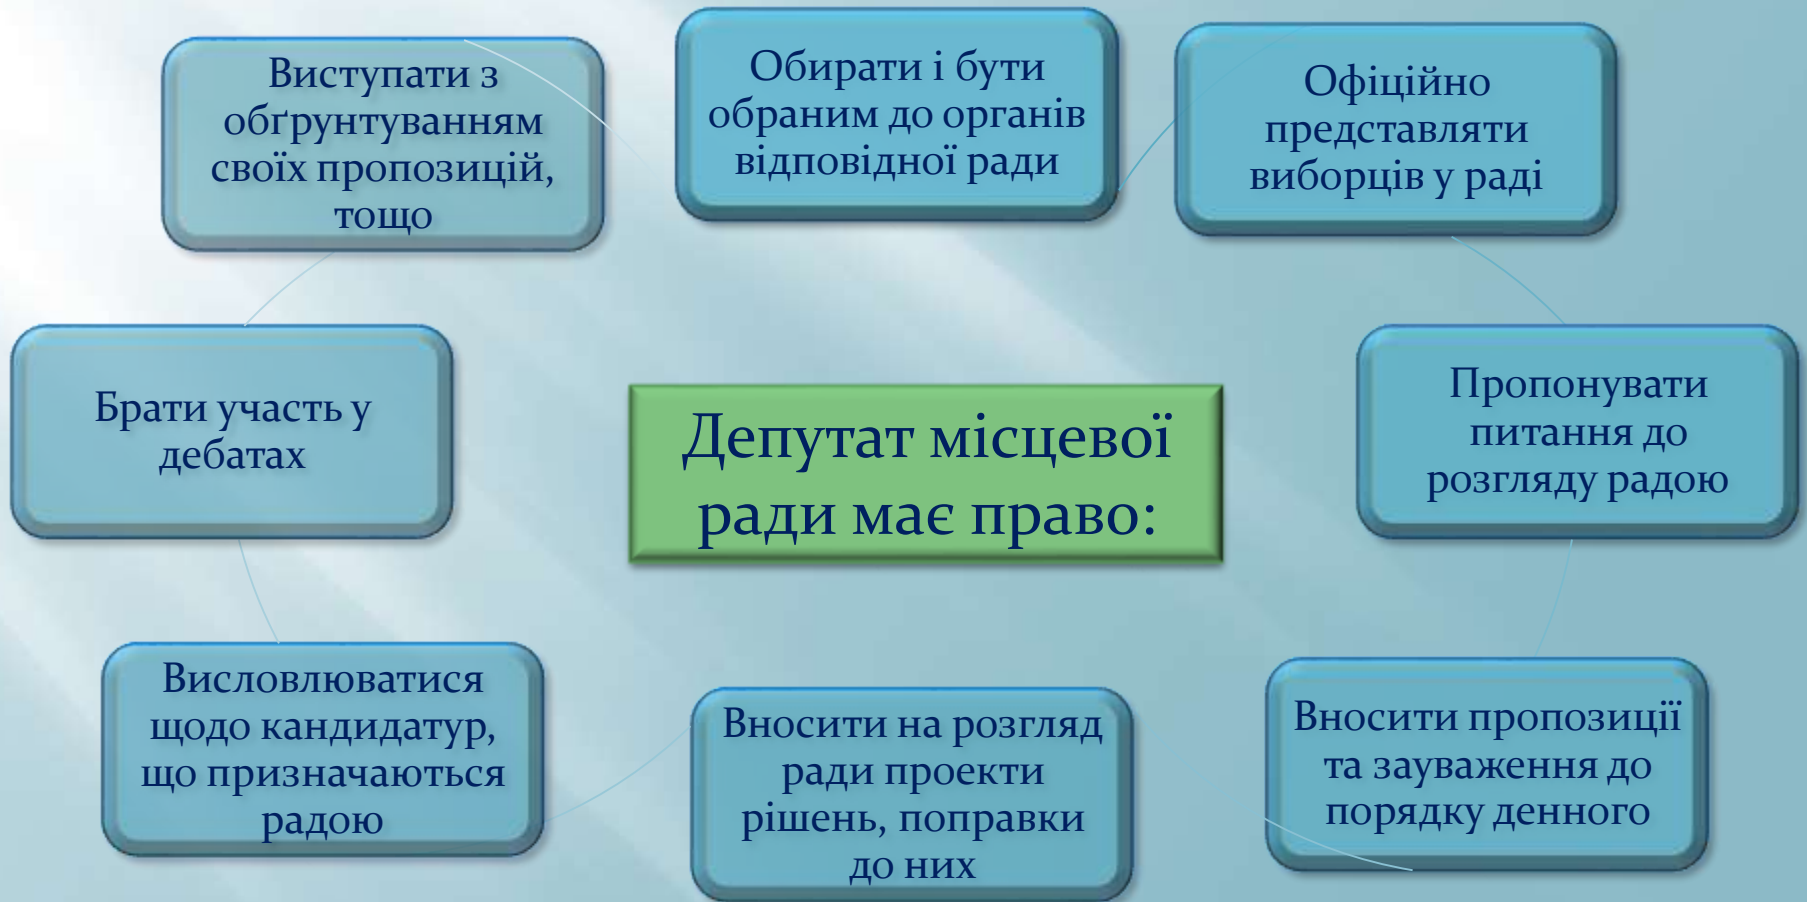 Депутат місцевої
ради має право:
Обирати і бути
обраним до органів
відповідної ради
Офіційно
представляти
виборців у раді
Пропонувати
питання до
розгляду радою
Вносити пропозиції
та зауваження до
порядку денного
Вносити на розгляд
ради проекти
рішень, поправки
до них
Висловлюватися
щодо кандидатур,
що призначаються
радою
Брати участь у
дебатах
Виступати з
обґрунтуванням
своїх пропозицій,
тощо